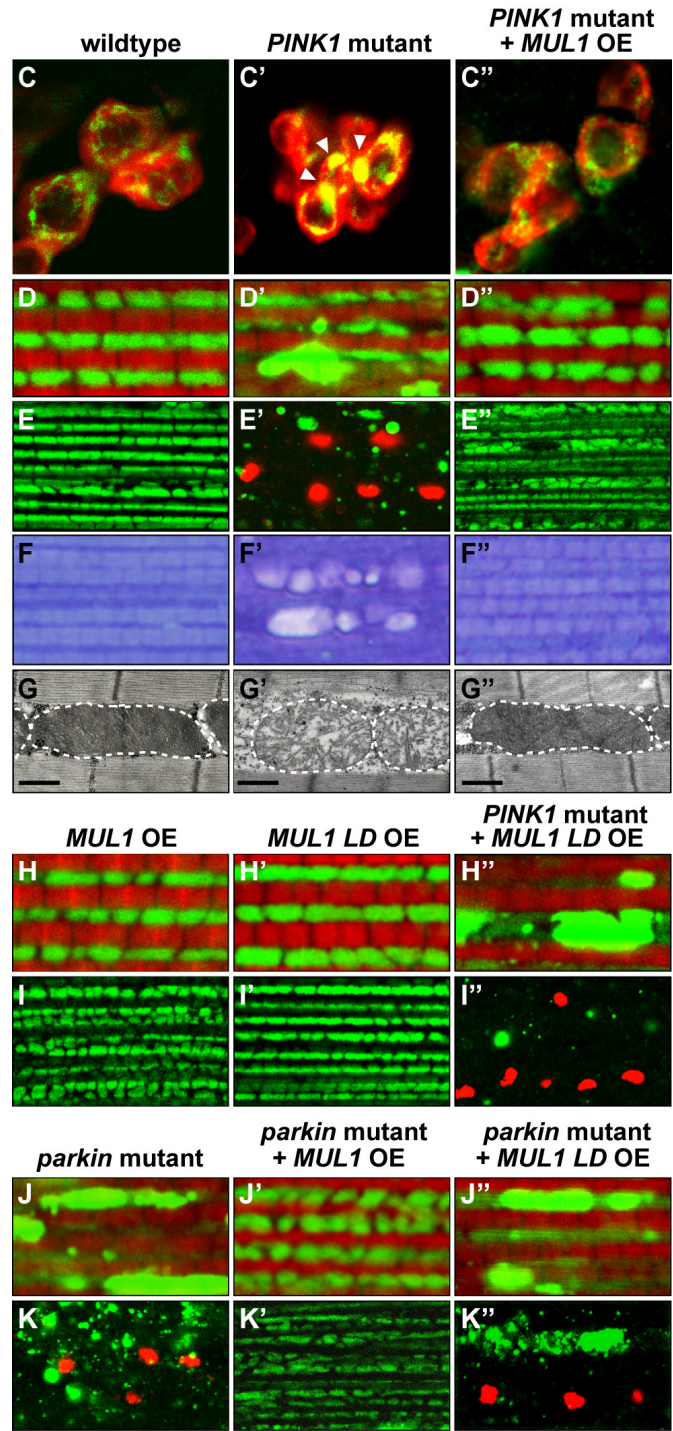 wildtype
PINK1 mutant
PINK1 mutant
+ MUL1 OE
C
C’
C”
D
D’
D”
E
E’
E”
F
F’
F”
G
G’
G”
MUL1 OE
MUL1 LD OE
PINK1 mutant
+ MUL1 LD OE
H
H’
H”
I
I’
I”
parkin mutant
parkin mutant
+ MUL1 OE
parkin mutant
+ MUL1 LD OE
J
J’
J”
K
K’
K”